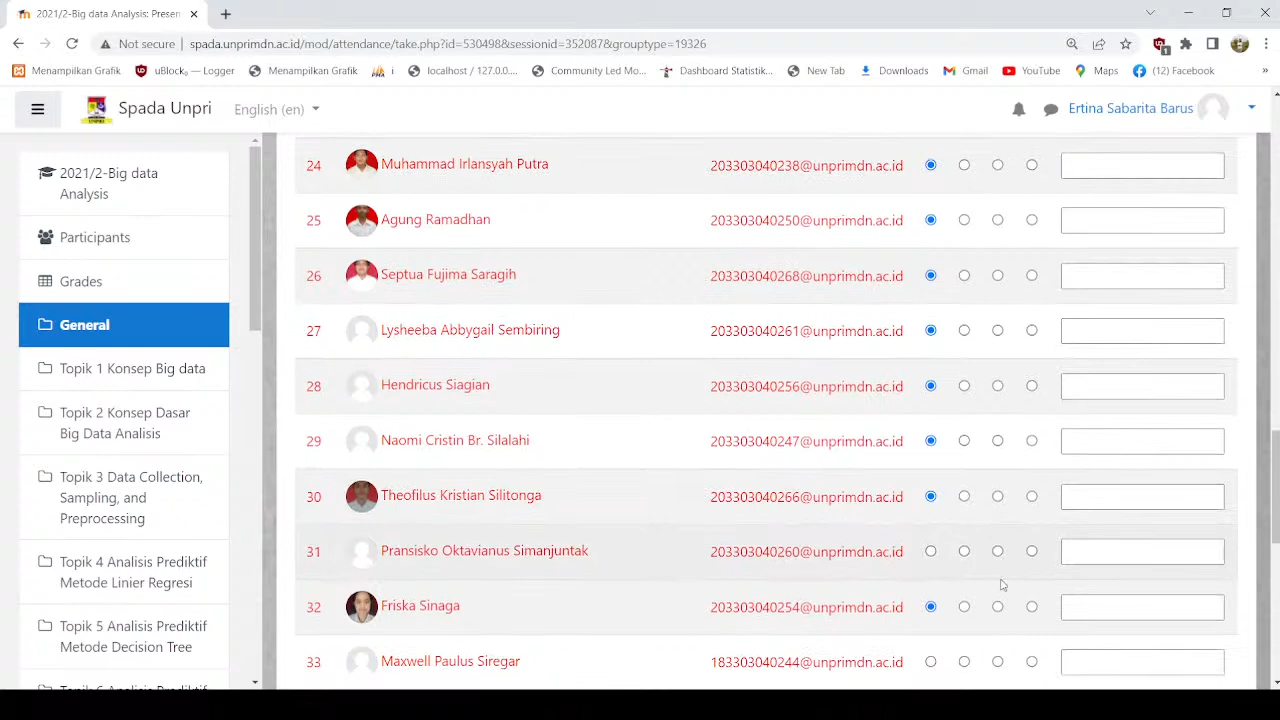 2021/2-Big data Analysis: Presen
Not secure
spada.unprimdn.ac.id/mod/attendance/take.php?id=530498&sessionid=352087&grouptype=19326
1
Menampilkan Grafik
uBlock_ — Logger
Menampilkan Grafik
i
localhost / 127.0.0....
Community Led Mo...
Dashboard Statistik...
New Tab
Downloads
Gmail
YouTube
Maps
(12) Facebook
»
Spada Unpri
English (en)
Ertina Sabarita Barus
2021/2-Big data
Analysis
Participants
Grades
General
Topik 1 Konsep Big data
Topik 2 Konsep Dasar
Big Data Analisis
Topik 3 Data Collection,
Sampling, and
Preprocessing
Topik 4 Analisis Prediktif
Metode Linier Regresi
Topik 5 Analisis Prediktif
Metode Decision Tree
24 Muhammad Irlansyah Putra 203303040238@unprimdn.ac.id
25 Agung Ramadhan 203303040250@unprimdn.ac.id
26 Septua Fujima Saragih 203303040268@unprimdn.ac.id
27 Lysheeba Abbygail Sembiring 203303040261@unprimdn.ac.id
28 Hendricus Siagian 203303040256@unprimdn.ac.id
29 Naomi Cristin Br. Silalahi 203303040247@unprimdn.ac.id
30 Theofilus Kristian Silitonga 203303040266@unprimdn.ac.id
31 Pransisko Oktavianus Simanjuntak 203303040260@unprimdn.ac.id
32 Friska Sinaga 203303040254@unprimdn.ac.id
33 Maxwell Paulus Siregar 183303040244@unprimdn.ac.id